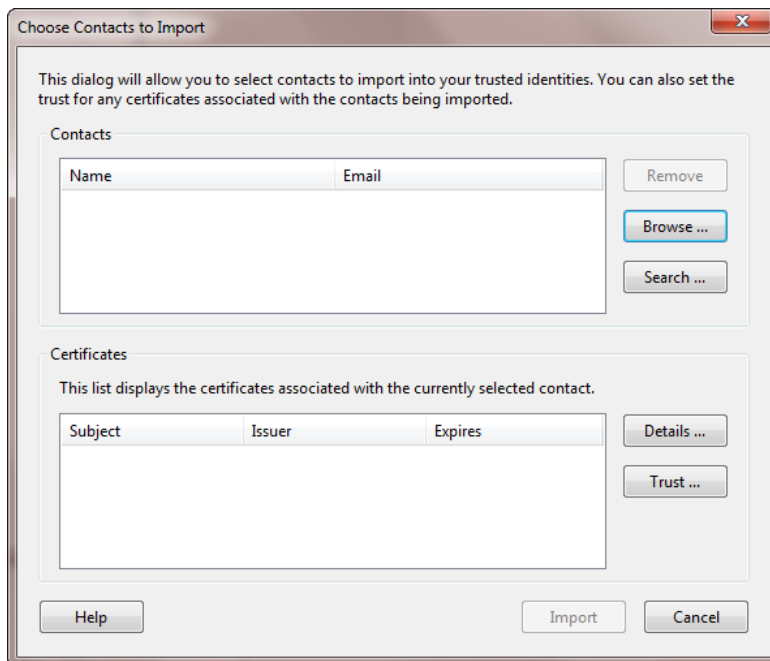 Choose Contacts to Import
This dialog will allow you to select contacts to import into your trusted identities. You can also set the
trust for any certificates associated with the contacts being imported.
Contacts
Name Email
Remove
Browse ...
Search ...
Certificates
This list displays the certificates associated with the currently selected contact.
Subject Issuer Expires
Details ...
Trust ...
Help Import Cancel